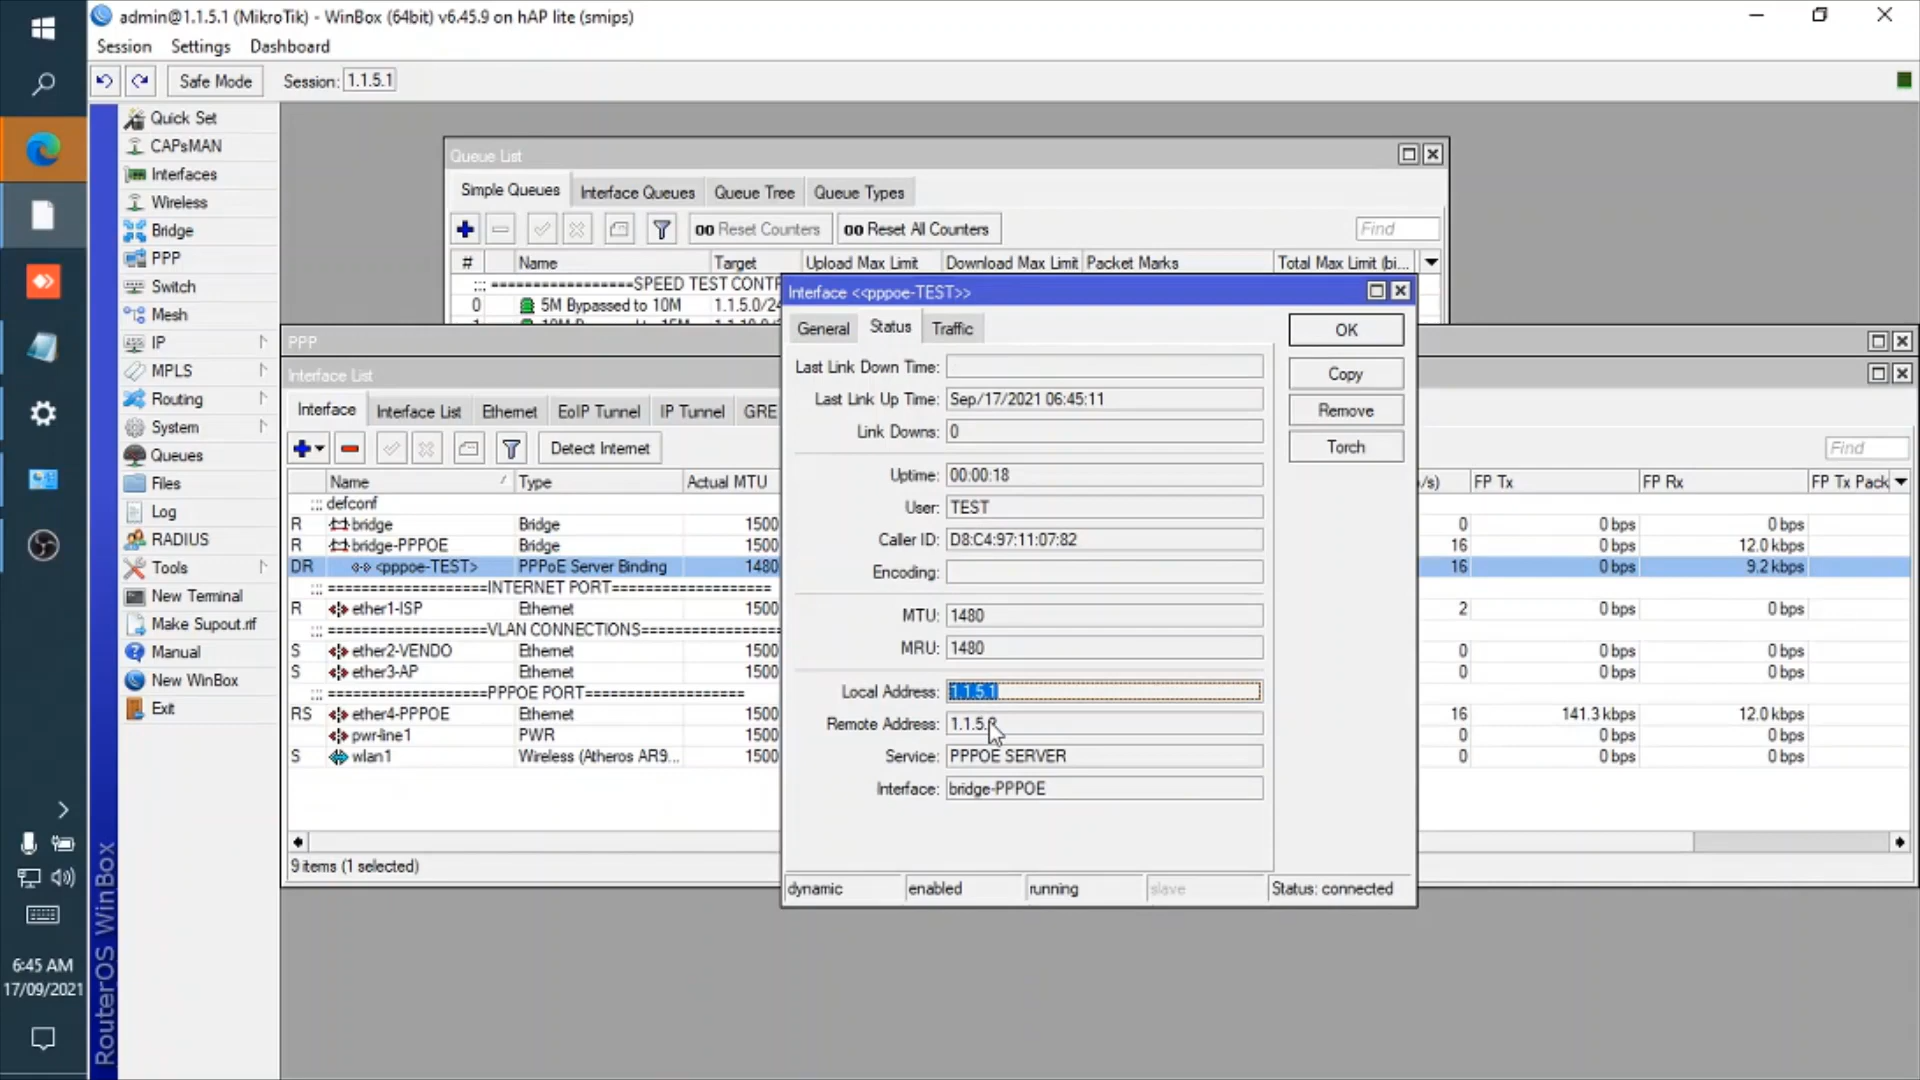 admin@1.1.5.1 (MikroTik) - WinBox (64bit) v6.45.9 on hAP lite (smips)
Session Settings Dashboard
Safe Mode Session: 1.1.5.1
Quick Set
CAPsMAN
Interfaces
Wireless
Bridge
PPP
Switch
Mesh
IP
MPLS
Routing
System
Queues
Files
Log
RADIUS
Tools
New Terminal
Make Supout.rif
Manual
New WinBox
Exit
RouterOS WinBox
6:45 AM
17/09/2021
Queue List
Simple Queues Interface Queues Queue Tree Queue Types
00 Reset Counters 00 Reset All Counters Find
# Name Target Upload Max Limit Download Max Limit Packet Marks Total Max Limit (bi...
::: ==================SPEED TEST CONTR
0 5M Bypassed to 10M 1.1.5.0/24
PPP
Interface List
Interface Interface List Ethernet EoIP Tunnel IP Tunnel GRE
Detect Internet Find
Name / Type Actual MTU /s) FP Tx FP Rx FP Tx Pack
::: defconf
R bridge Bridge 1500 0 0 bps 0 bps
R bridge-PPPOE Bridge 1500 16 0 bps 12.0 kbps
DR <pppoe-TEST> PPPoE Server Binding 1480 16 0 bps 9.2 kbps
::: ===================INTERNET PORT===================
R ether1-ISP Ethernet 1500 2 0 bps 0 bps
::: ===================VLAN CONNECTIONS================
S ether2-VENDO Ethernet 1500 0 0 bps 0 bps
S ether3-AP Ethernet 1500 0 0 bps 0 bps
::: ===================PPPOE PORT===================
RS ether4-PPPOE Ethernet 1500 16 141.3 kbps 12.0 kbps
pwr-line1 PWR 1500 0 0 bps 0 bps
S wlan1 Wireless (Atheros AR9... 1500 0 0 bps 0 bps
9 items (1 selected)
Interface <<pppoe-TEST>>
General Status Traffic
OK
Copy
Remove
Torch
Last Link Down Time:
Last Link Up Time: Sep/17/2021 06:45:11
Link Downs: 0
Uptime: 00:00:18
User: TEST
Caller ID: D8:C4:97:11:07:82
Encoding:
MTU: 1480
MRU: 1480
Local Address: 1.1.5.1
Remote Address:
Service: PPPOE SERVER
Interface: bridge-PPPOE
dynamic enabled running slave Status: connected